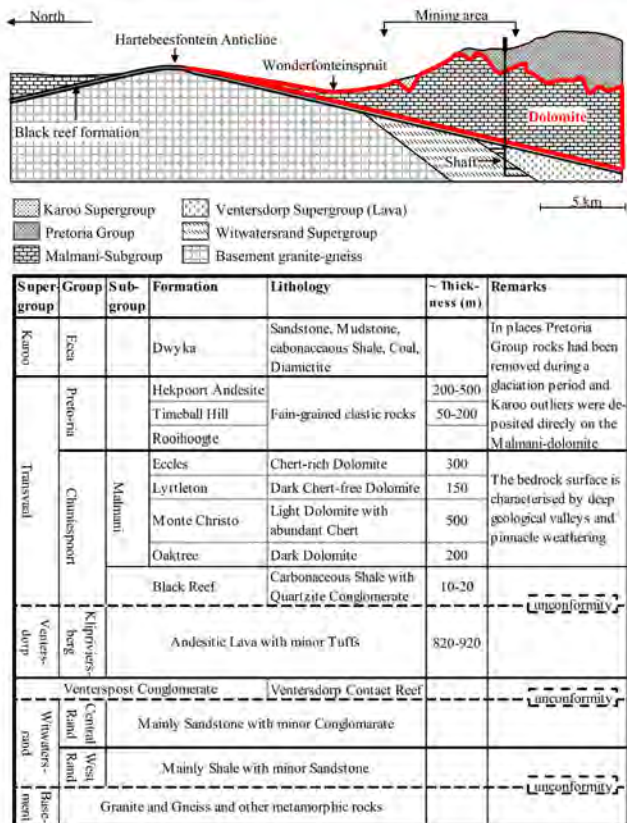 North
Mining area
Hartebeesfontein Anticline
Wonderfonteinspruit
Dolomite
Black reef formation
Shaft
Karoo Supergroup
Ventersdorp Supergroup (Lava)
5 km
Pretoria Group
Witwatersrand Supergroup
Malmani-Subgroup
Basement granite-gneiss
Super-group Group Sub-group Formation Lithology ~ Thick-ness (m) Remarks
Karoo
Ecca
Dwyka
Sandstone, Mudstone,
cabonaceaous Shale, Coal,
Diamictite
In places Pretoria
Group rocks had been
removed during a
glaciation period and
Karoo outliers were de-
posited direcly on the
Malmani-dolomite
Transvaal
Preto-ria
Hekpoort Andesite
200-500
Timeball Hill
Fain-grained clastic rocks
50-200
Rooihoogte
Chuniespoort
Malmani
Eccles
Chert-rich Dolomite
300
Lyttleton
Dark Chert-free Dolomite
150
Monte Christo
Light Dolomite with
abundant Chert
500
Oaktree
Dark Dolomite
200
The bedrock surface is
characterised by deep
geological valleys and
pinnacle weathering
Black Reef
Carbonaceous Shale with
Quartzite Conglomerate
10-20
unconformity
Venters-
dorp
Klipriviers-
berg
Andesitic Lava with minor Tuffs
820-920
Venterspost Conglomerate
Ventersdorp Contact Reef
unconformity
Witwaters-
rand
Central
Rand
Mainly Sandstone with minor Conglomarate
West
Rand
Mainly Shale with minor Sandstone
unconformity
Base-
ment
Granite and Gneiss and other metamorphic rocks